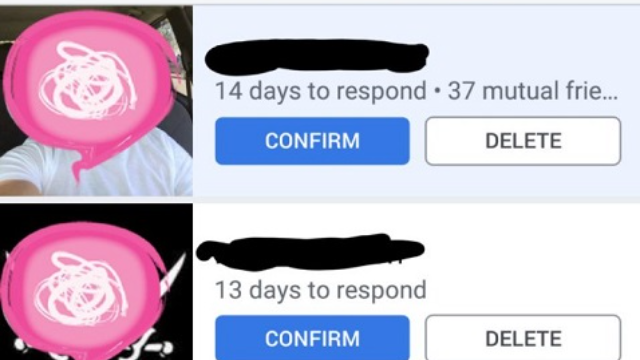 14 days to respond • 37 mutual frie...
CONFIRM DELETE
13 days to respond
CONFIRM DELETE